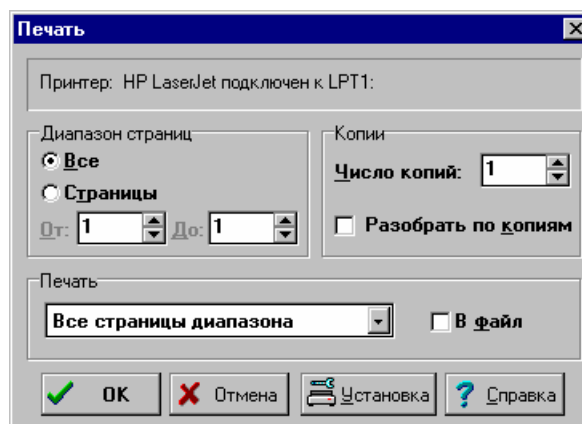 Печать
Принтер: HP LaserJet подключен к LPT1:
Диапазон страниц
Все
Страницы
От: 1 До: 1
Копии
Число копий: 1
Разобрать по копиям
Печать
Все страницы диапазона В файл
OK Отмена Установка ? Справка